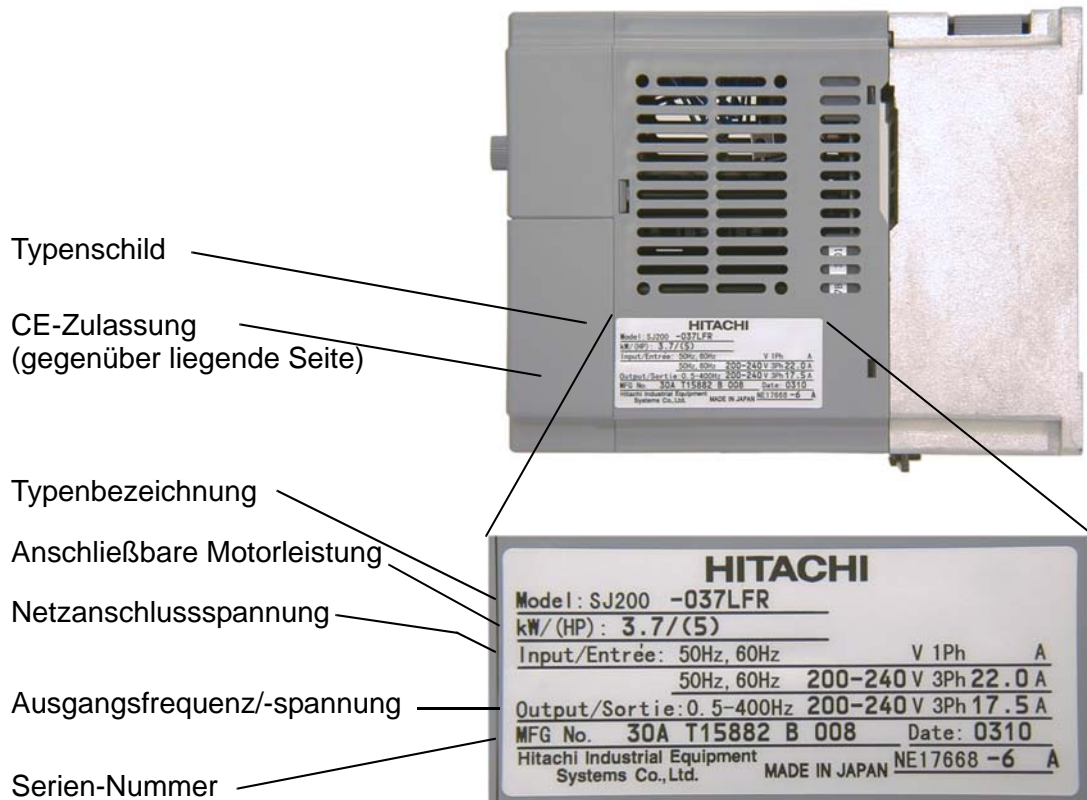 Typenschild
CE-Zulassung
(gegenüber liegende Seite)
HITACHI
Model: SJ200 -037LFR
kW/(HP): 3.7/(5)
Input/Entrée: 50Hz, 60Hz V 1Ph A
50Hz, 60Hz 200-240 V 3Ph 22.0 A
Output/Sortie: 0.5-400Hz 200-240 V 3Ph 17.5 A
MFG No. 30A T15882 B 008 Date: 0310
Hitachi Industrial Equipment
Systems Co., Ltd. MADE IN JAPAN NE17668 -6 A
Typenbezeichnung
Anschließbare Motorleistung
Netzanschlussspannung
Ausgangsfrequenz/-spannung
Serien-Nummer
HITACHI
Model: SJ200 -037LFR
kW/(HP): 3.7/(5)
Input/Entrée: 50Hz, 60Hz V 1Ph A
50Hz, 60Hz 200-240 V 3Ph 22.0 A
Output/Sortie: 0.5-400Hz 200-240 V 3Ph 17.5 A
MFG No. 30A T15882 B 008 Date: 0310
Hitachi Industrial Equipment
Systems Co., Ltd. MADE IN JAPAN NE17668 -6 A